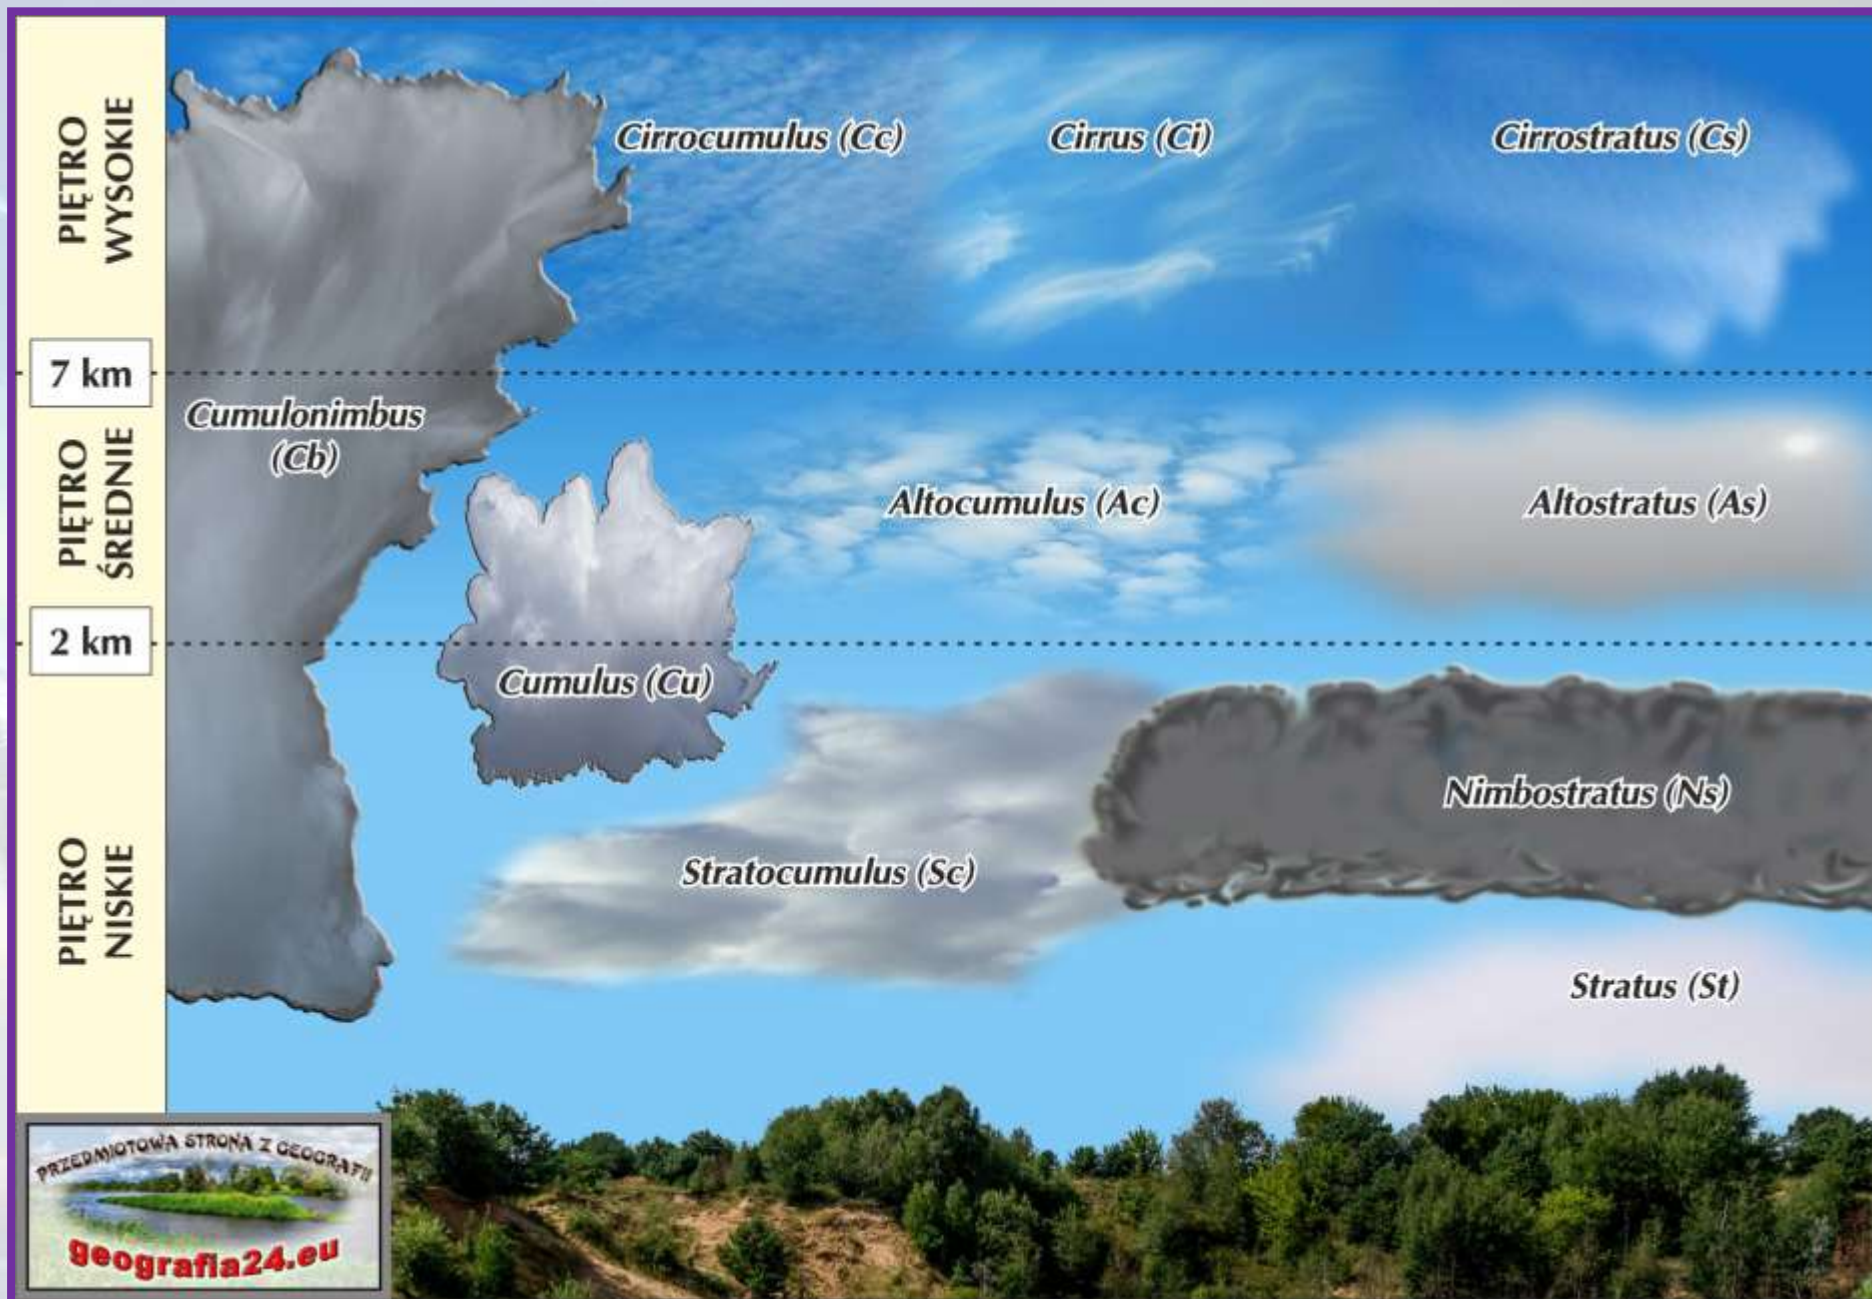 PIĘTRO
WYSOKIE
Cirrocumulus (Cc)
Cirrus (Ci)
Cirrostratus (Cs)
7 km
Cumulonimbus
(Cb)
PIĘTRO
ŚREDNIE
Altocumulus (Ac)
Altostratus (As)
2 km
Cumulus (Cu)
Nimbostratus (Ns)
PIĘTRO
NISKIE
Stratocumulus (Sc)
Stratus (St)
PRZEDMIOTOWA STRONA Z GEOGRAFII
geografia24.eu